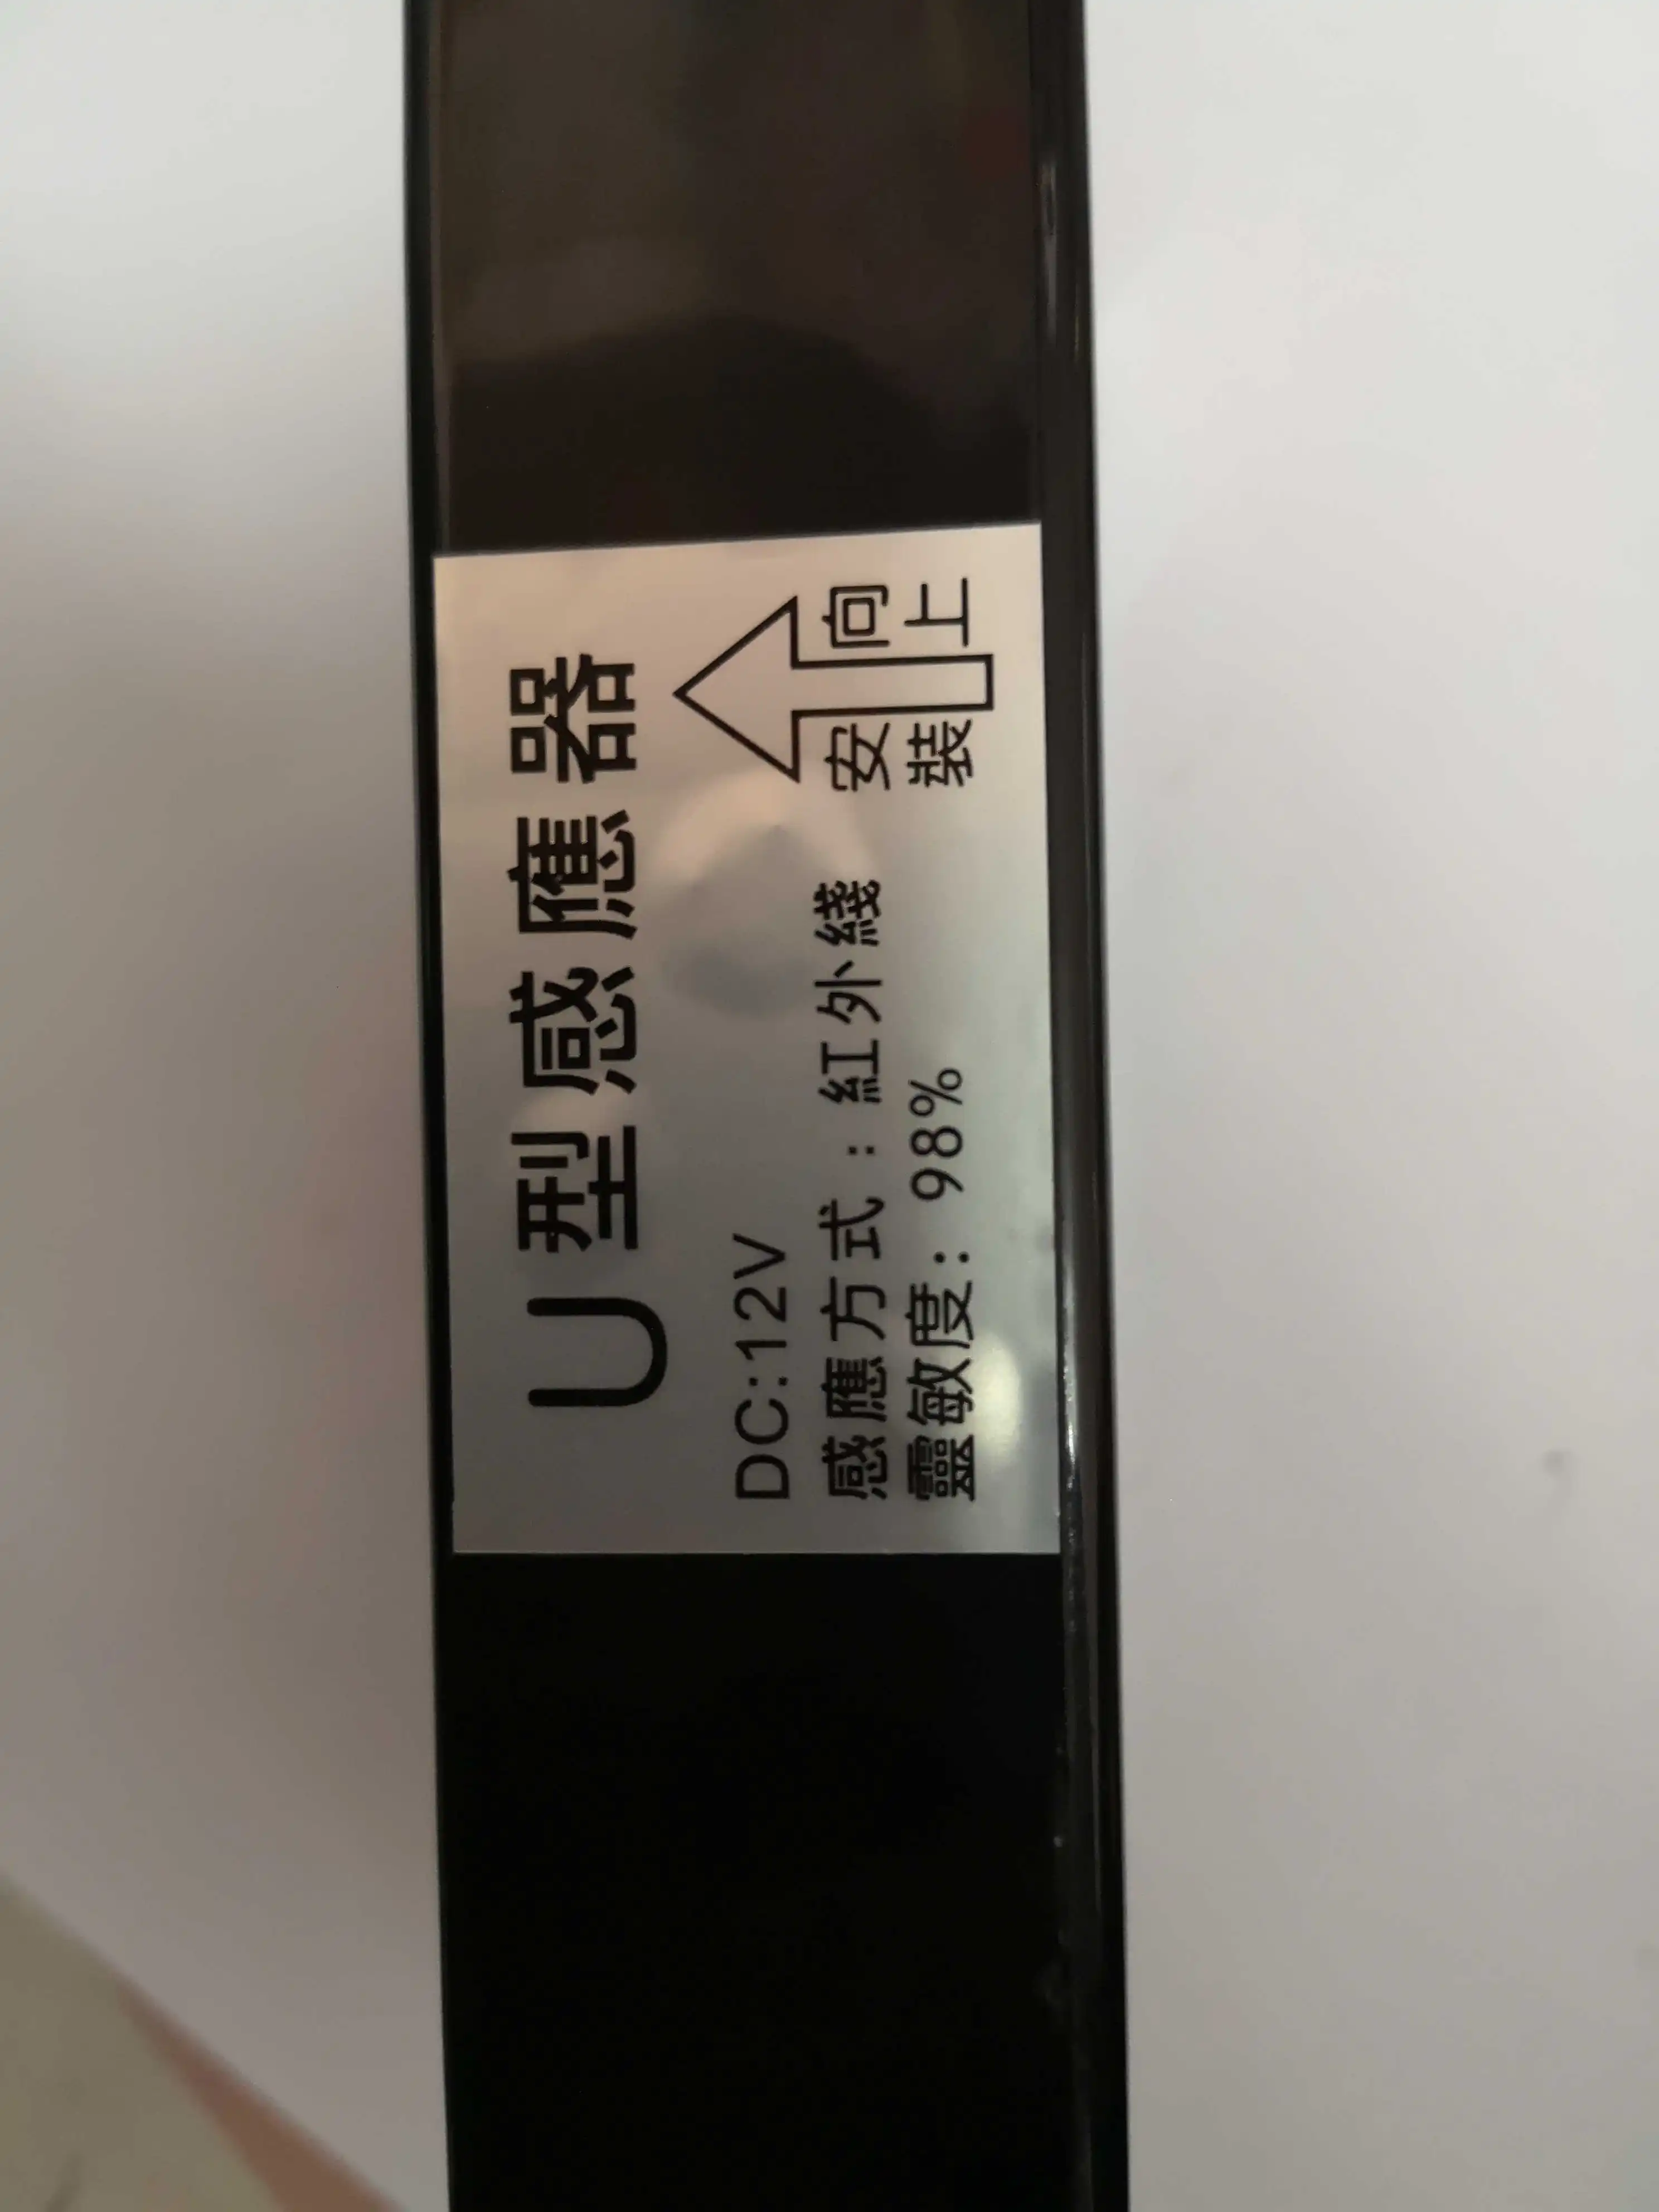 U型感應器
DC:12V
感應方式：紅外綫
靈敏度：98%
安裝
向上